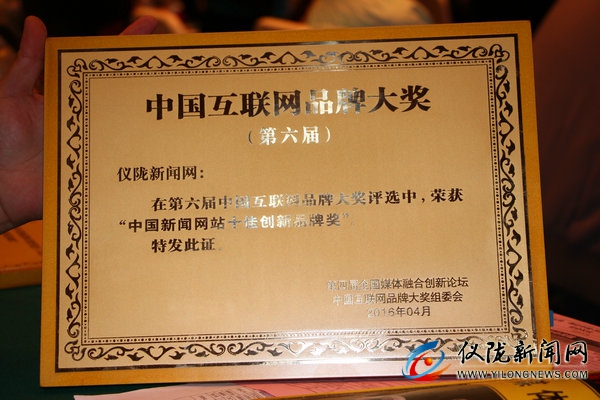 中国互联网品牌大奖
（第六届）
仪陇新闻网：
在第六届中国互联网品牌大奖评选中，荣获
“中国新闻网站十佳创新品牌奖”。
特发此证。
第四届全国媒体融合创新论坛
中国互联网品牌大奖组委会
2016年04月
仪陇新闻网
WWW.YILONGNEWS.COM